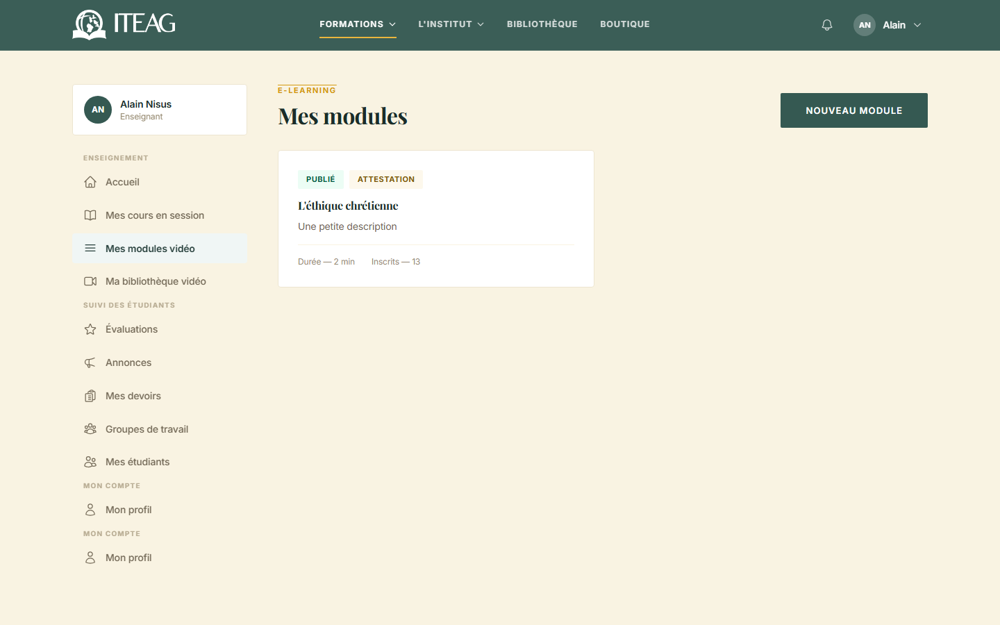 ITEAG
FORMATIONS
L'INSTITUT
BIBLIOTHÈQUE
BOUTIQUE
AN
Alain
AN
Alain Nisus
Enseignant
ENSEIGNEMENT
Accueil
Mes cours en session
Mes modules vidéo
Ma bibliothèque vidéo
SUIVI DES ÉTUDIANTS
Évaluations
Annonces
Mes devoirs
Groupes de travail
Mes étudiants
MON COMPTE
Mon profil
MON COMPTE
Mon profil
E-LEARNING
Mes modules
NOUVEAU MODULE
PUBLIÉ
ATTESTATION
L'éthique chrétienne
Une petite description
Durée — 2 min
Inscrits — 13